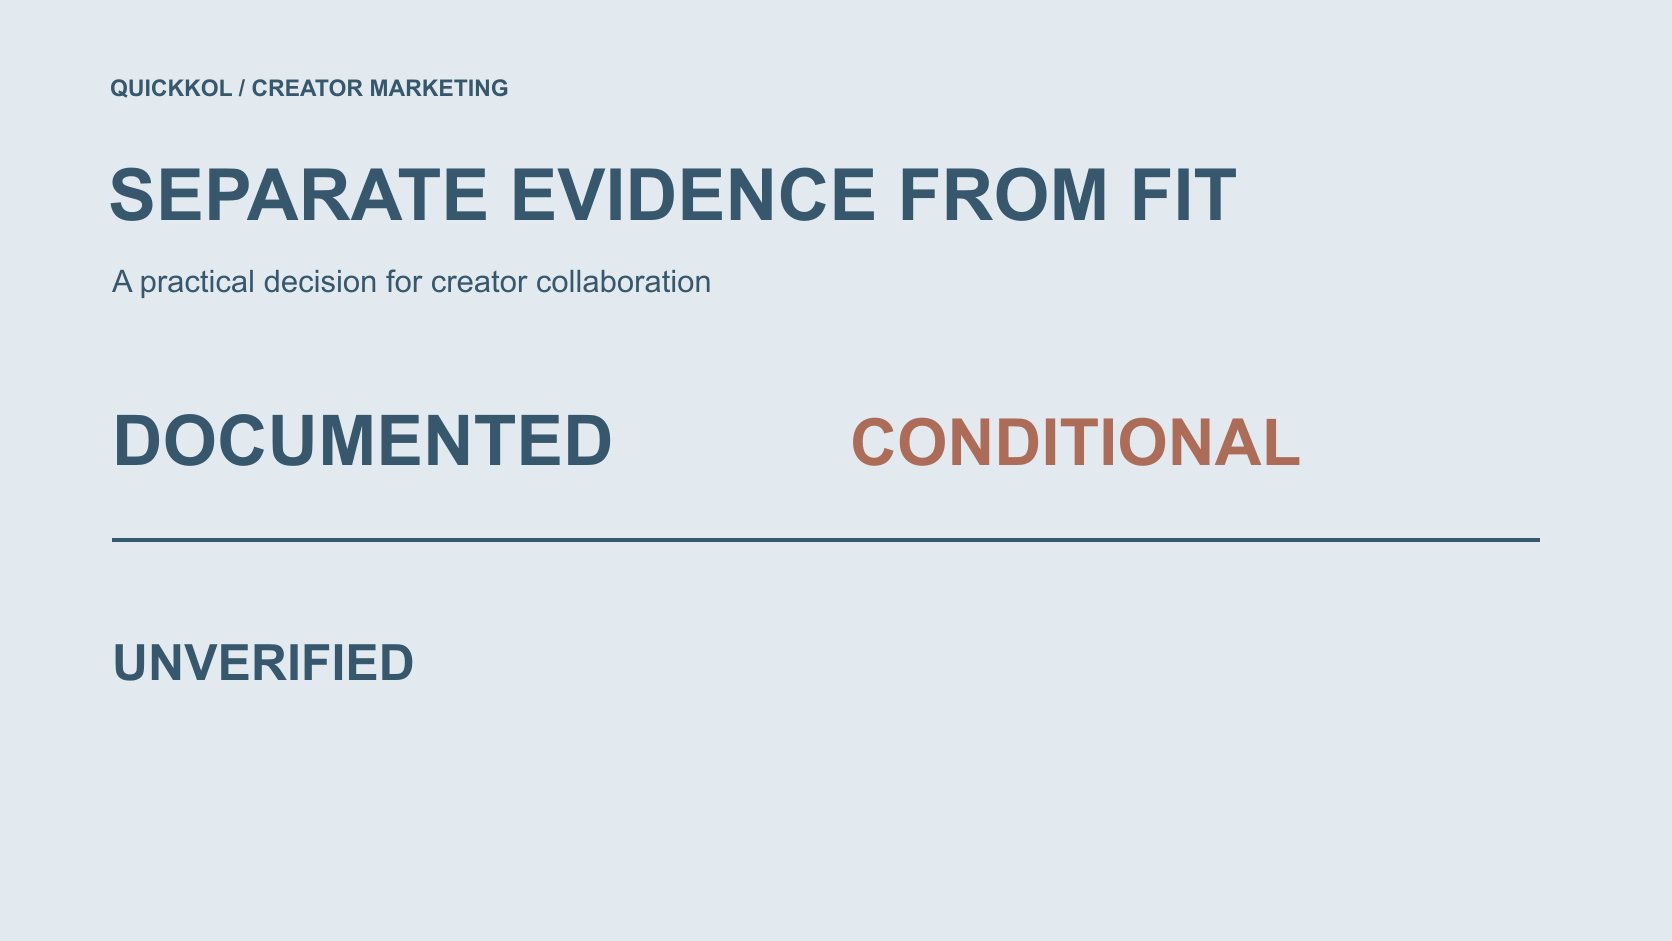 QUICKKOL / CREATOR MARKETING
SEPARATE EVIDENCE FROM FIT
A practical decision for creator collaboration
DOCUMENTED
CONDITIONAL
UNVERIFIED